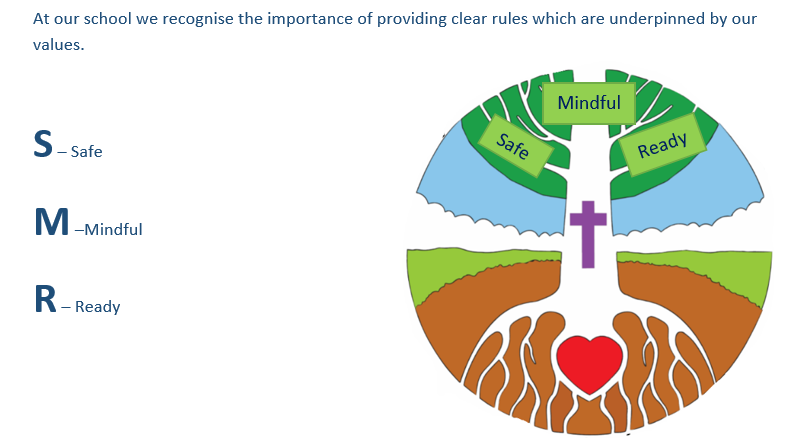 At our school we recognise the importance of providing clear rules which are underpinned by our
values.
S – Safe
M –Mindful
R – Ready
Mindful
Safe
Ready